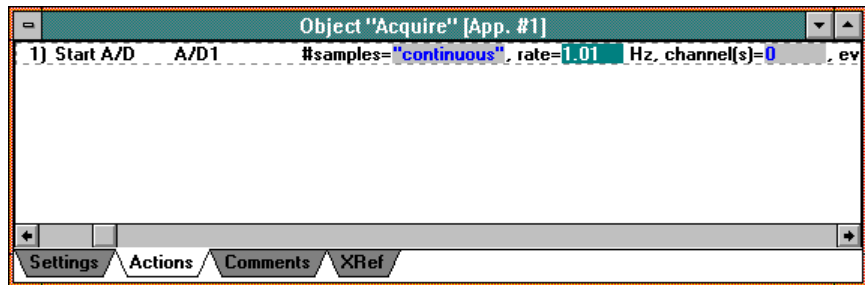 Object "Acquire" [App. #1]
1) Start A/D A/D1 #samples="continuous", rate=1.01 Hz, channel(s)=0 , ev
Settings Actions Comments XRef